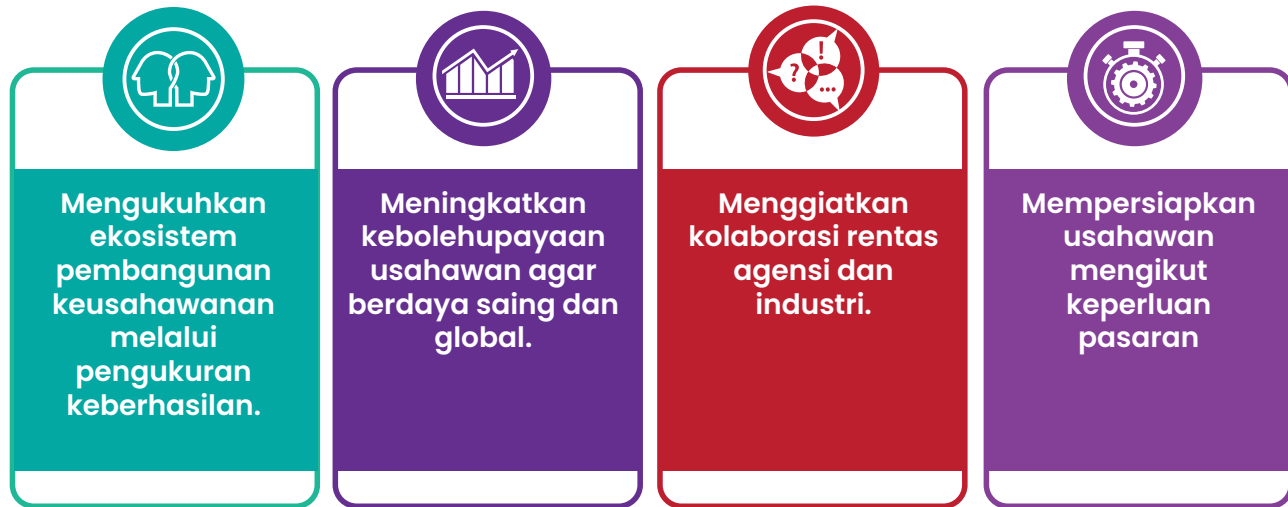 Mengukuhkan
ekosistem
pembangunan
keusahawanan
melalui
pengukuran
keberhasilan.
Meningkatkan
kebolehupayaan
usahawan agar
berdaya saing dan
global.
Menggiatkan
kolaborasi rentas
agensi dan
industri.
Mempersiapkan
usahawan
mengikut
keperluan
pasaran